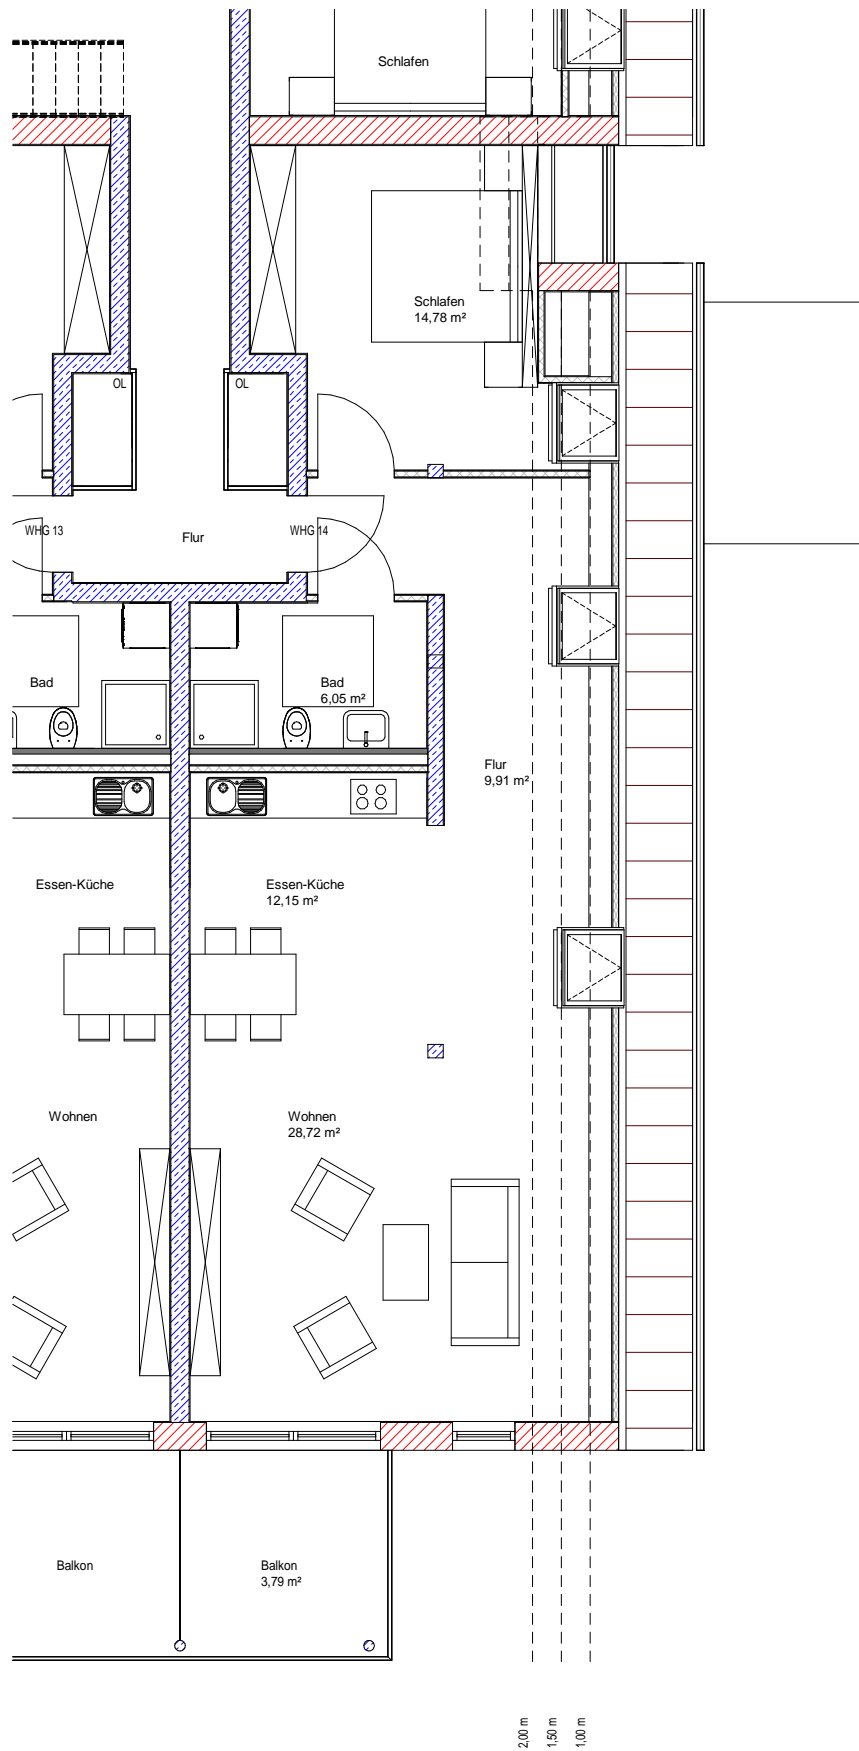 Schlafen
Schlafen
14,78 m²
OL
OL
WHG 13
Flur
WHG 14
Bad
Bad
6,05 m²
Flur
9,91 m²
Essen-Küche
Essen-Küche
12,15 m²
Wohnen
Wohnen
28,72 m²
Balkon
Balkon
3,79 m²
2,00 m
1,50 m
1,00 m